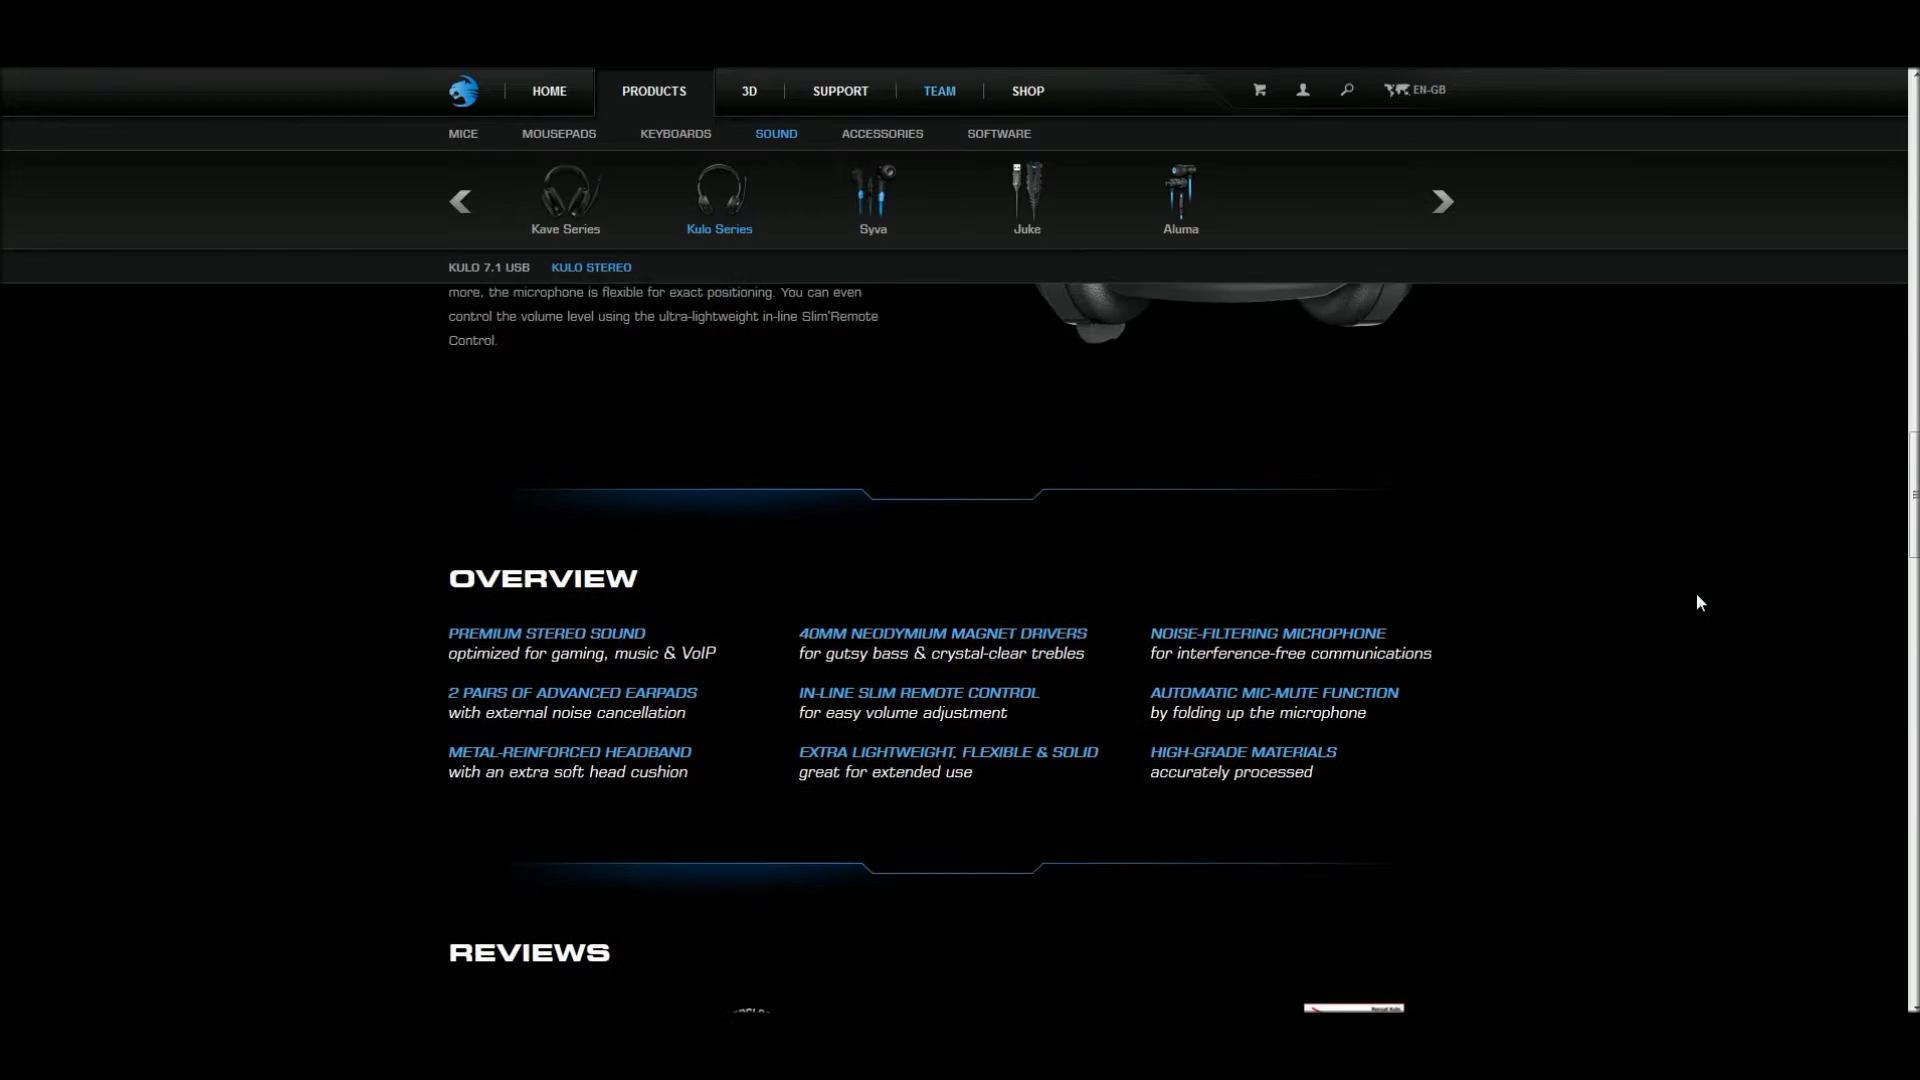 HOME PRODUCTS 3D SUPPORT TEAM SHOP EN-GB
MICE MOUSEPADS KEYBOARDS SOUND ACCESSORIES SOFTWARE
Kave Series Kulo Series Syva Juke Aluma
KULO 7.1 USB KULO STEREO
more, the microphone is flexible for exact positioning. You can even
control the volume level using the ultra-lightweight in-line Slim'Remote
Control.
OVERVIEW
PREMIUM STEREO SOUND
optimized for gaming, music & VoIP
40MM NEODYMIUM MAGNET DRIVERS
for gutsy bass & crystal-clear trebles
NOISE-FILTERING MICROPHONE
for interference-free communications
2 PAIRS OF ADVANCED EARPADS
with external noise cancellation
IN-LINE SLIM REMOTE CONTROL
for easy volume adjustment
AUTOMATIC MIC-MUTE FUNCTION
by folding up the microphone
METAL-REINFORCED HEADBAND
with an extra soft head cushion
EXTRA LIGHTWEIGHT, FLEXIBLE & SOLID
great for extended use
HIGH-GRADE MATERIALS
accurately processed
REVIEWS